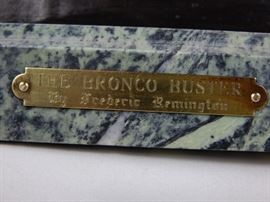 THE BRONCO BUSTER
By Frederic Remington